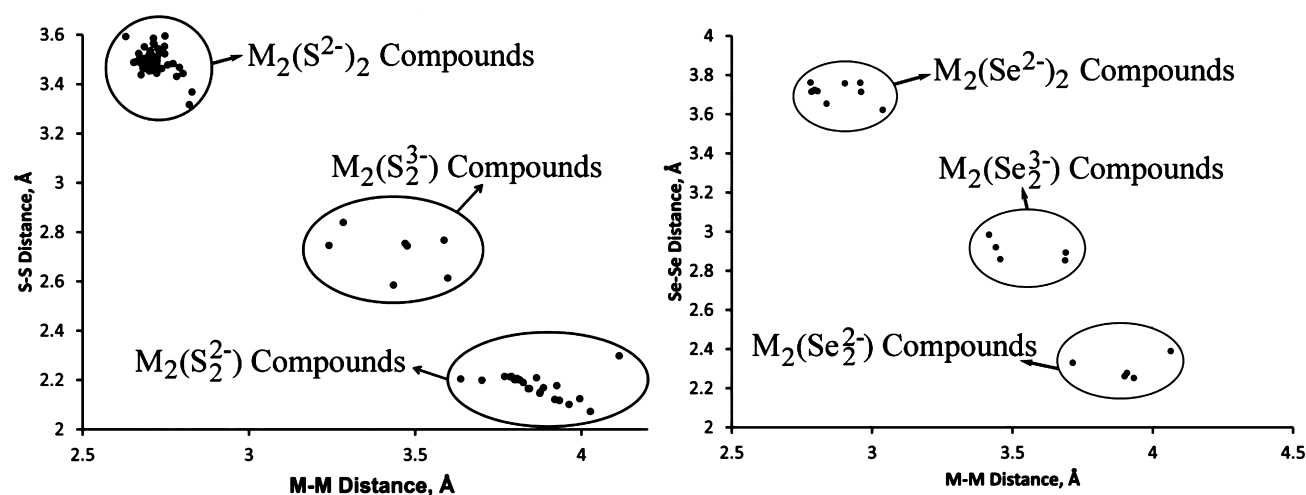 3.6
3.4
3.2
3
2.8
2.6
2.4
2.2
2
2.5
3
3.5
4
S-S Distance, Å
M-M Distance, Å
M₂(S²⁻)₂ Compounds
M₂(S₂³⁻) Compounds
M₂(S₂²⁻) Compounds
4
3.8
3.6
3.4
3.2
3
2.8
2.6
2.4
2.2
2
2.5
3
3.5
4
4.5
Se-Se Distance, Å
M-M Distance, Å
M₂(Se²⁻)₂ Compounds
M₂(Se₂³⁻) Compounds
M₂(Se₂²⁻) Compounds